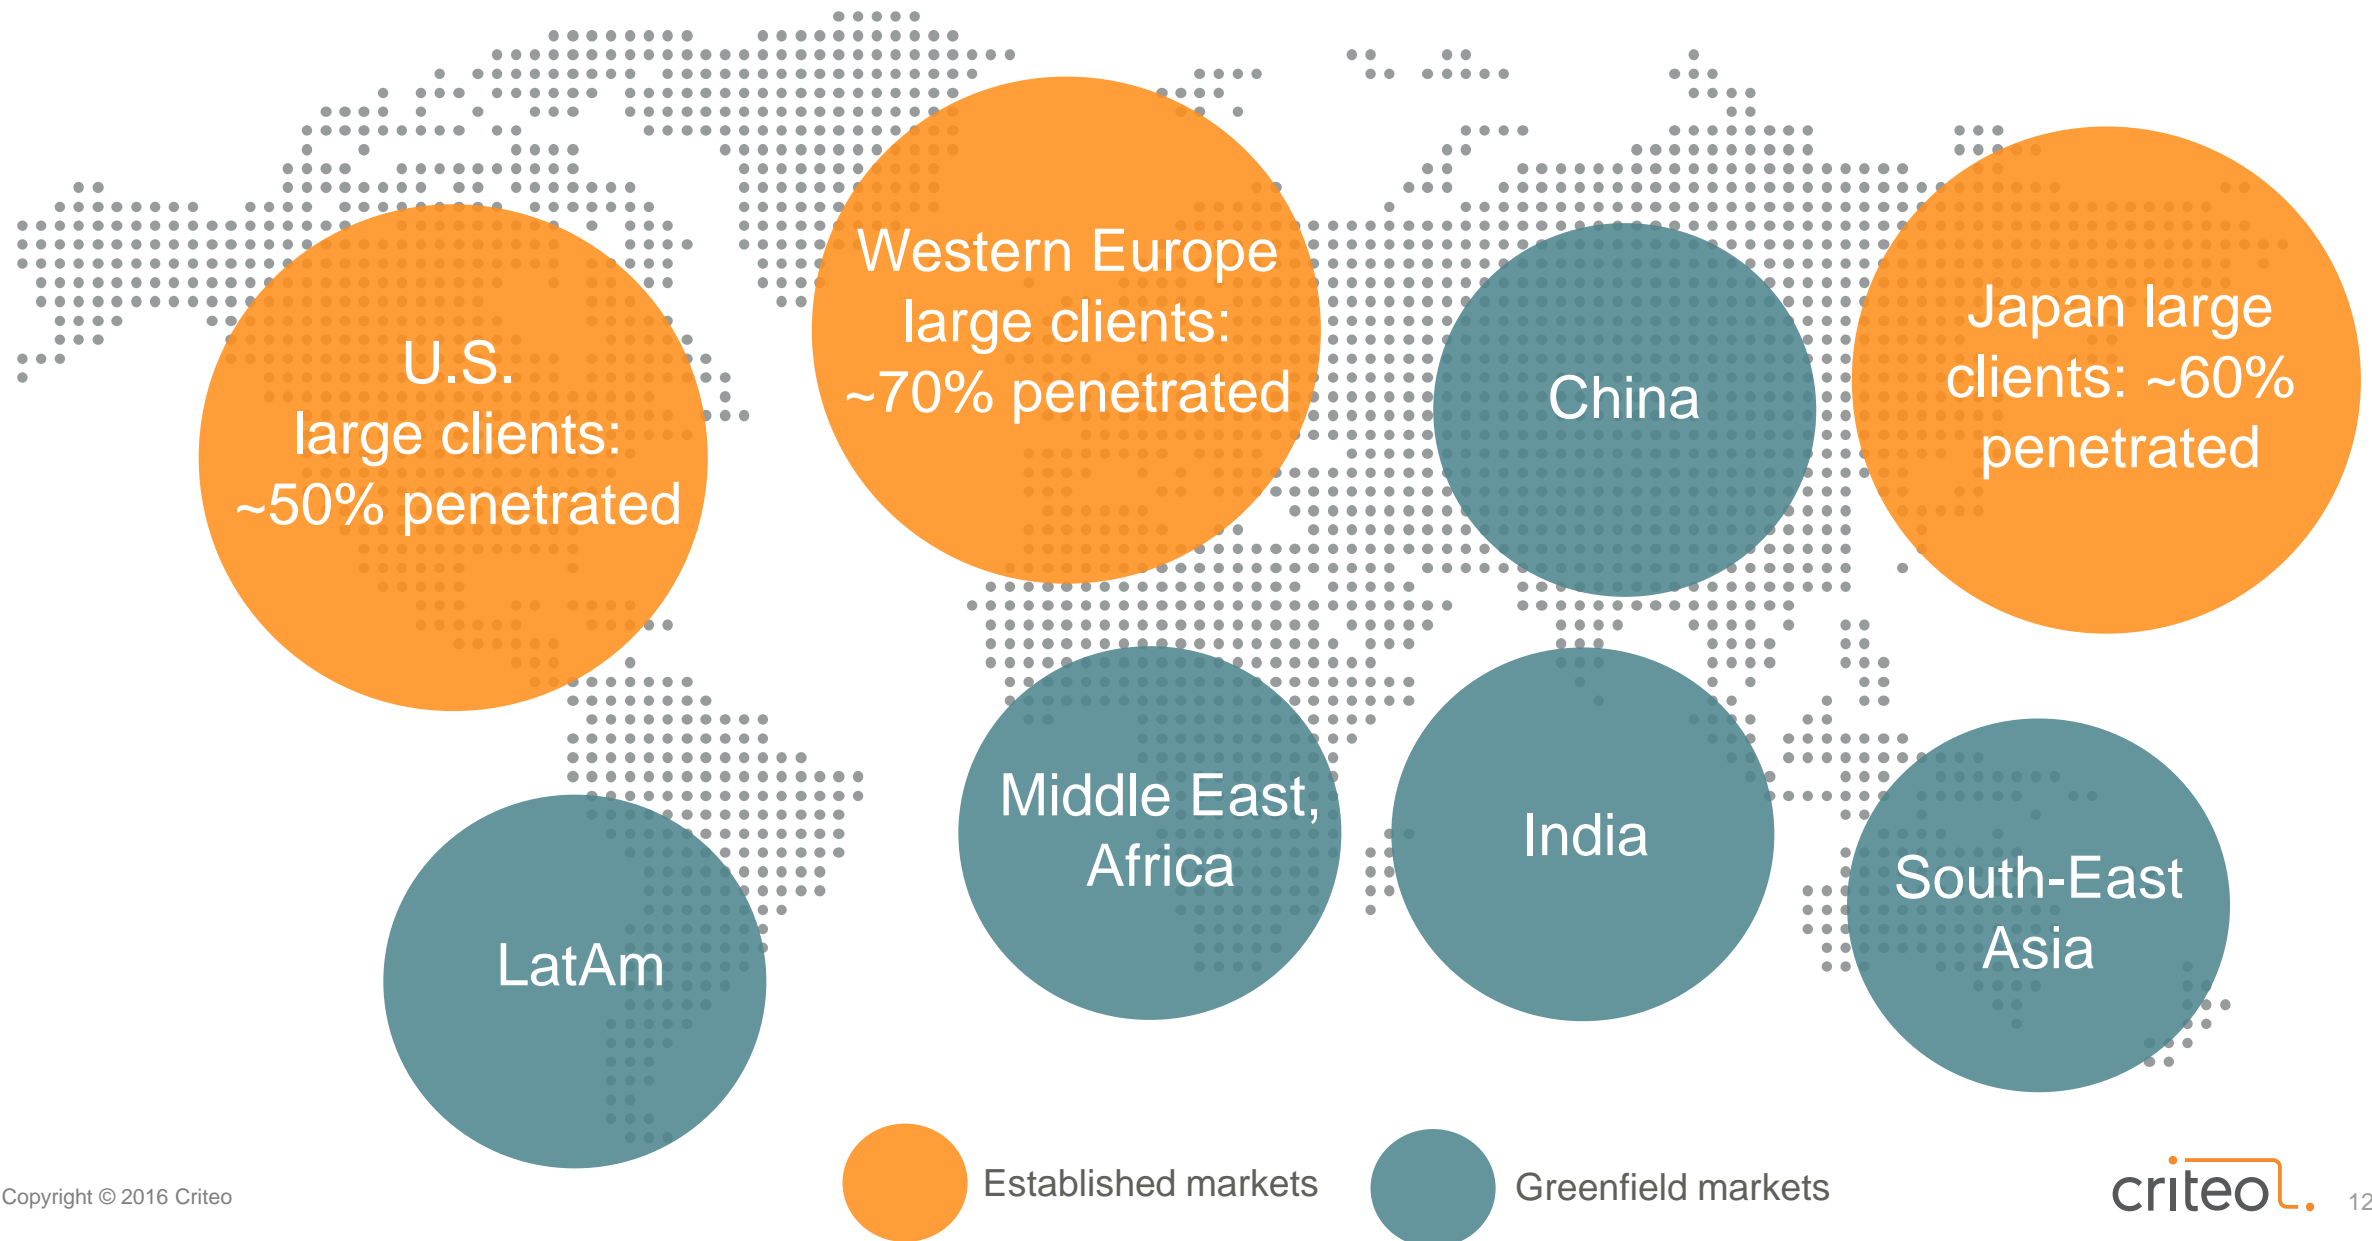 Western Europe
large clients:
~70% penetrated
Japan large
clients: ~60%
penetrated
U.S.
large clients:
~50% penetrated
China
Middle East,
Africa
India
South-East
Asia
LatAm
Established markets
Greenfield markets
Copyright © 2016 Criteo
criteo
12